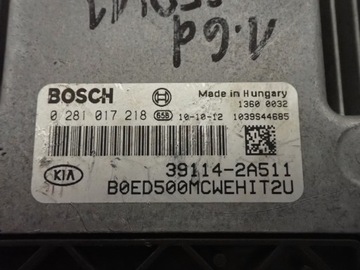 1.6d
BOSCH
Made in Hungary
1360 0032
0 281 017 218 65B 10-10-12 1039S44685
KIA
39114-2A511
B0ED500MCWEHIT2U